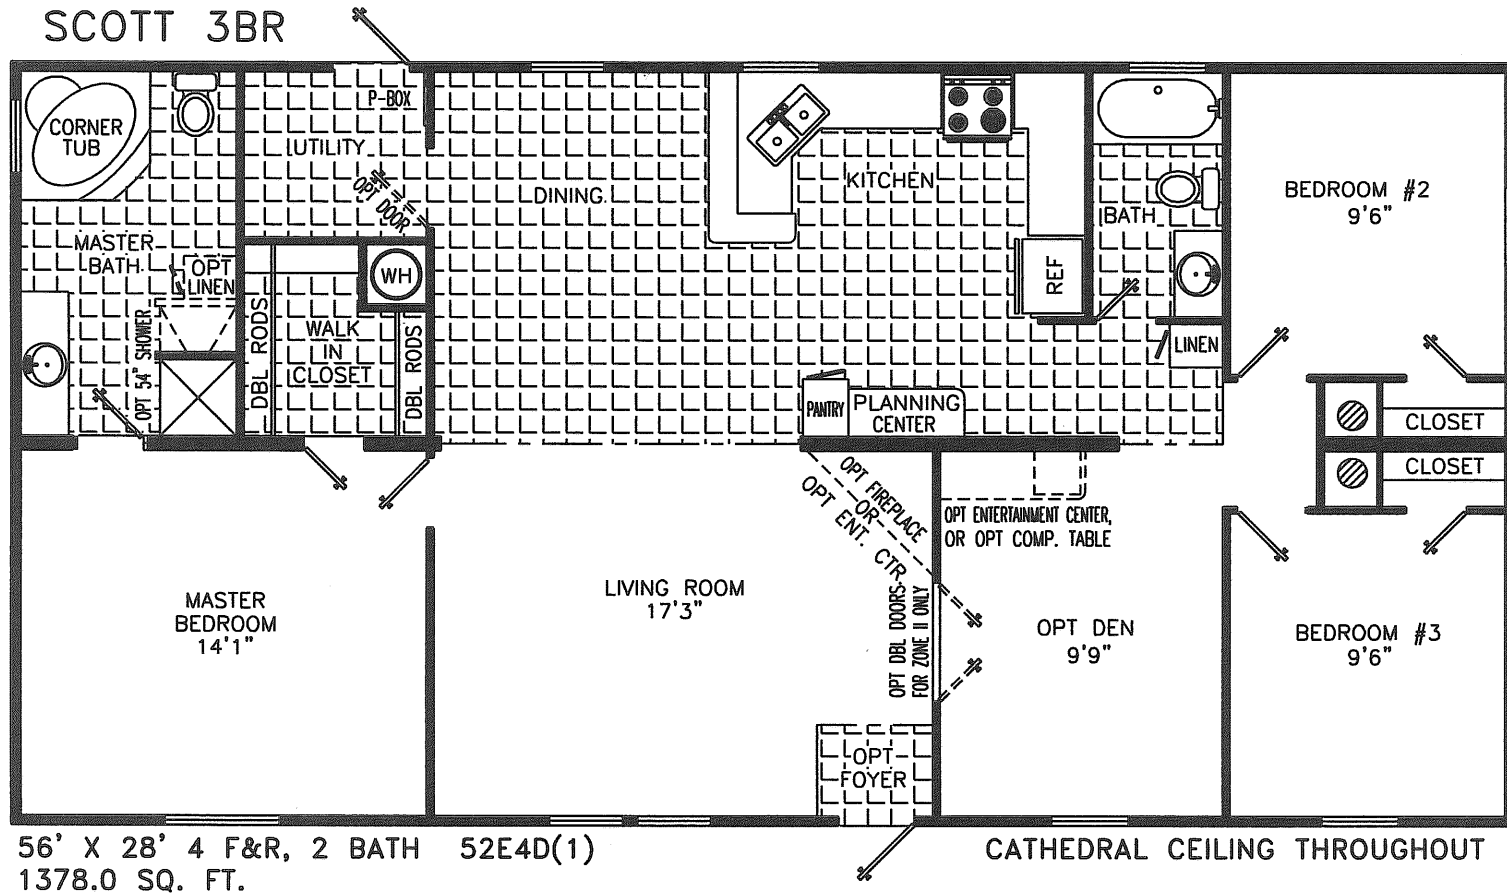 SCOTT 3BR
CORNER
TUB
P-BOX
UTILITY
OPT DOOR
DINING
KITCHEN
BATH
BEDROOM #2
9'6"
MASTER
BATH
OPT
LINEN
OPT 54" SHOWER
DBL RODS
WALK
IN
CLOSET
WH
DBL RODS
REF
LINEN
PANTRY
PLANNING
CENTER
CLOSET
CLOSET
MASTER
BEDROOM
14'1"
LIVING ROOM
17'3"
OPT FIREPLACE
OR
OPT ENT. CTR.
OPT DBL DOORS.
FOR ZONE II ONLY
OPT ENTERTAINMENT CENTER,
OR OPT COMP. TABLE
OPT DEN
9'9"
BEDROOM #3
9'6"
OPT
FOYER
56' X 28' 4 F&R, 2 BATH 52E4D(1)
1378.0 SQ. FT.
CATHEDRAL CEILING THROUGHOUT